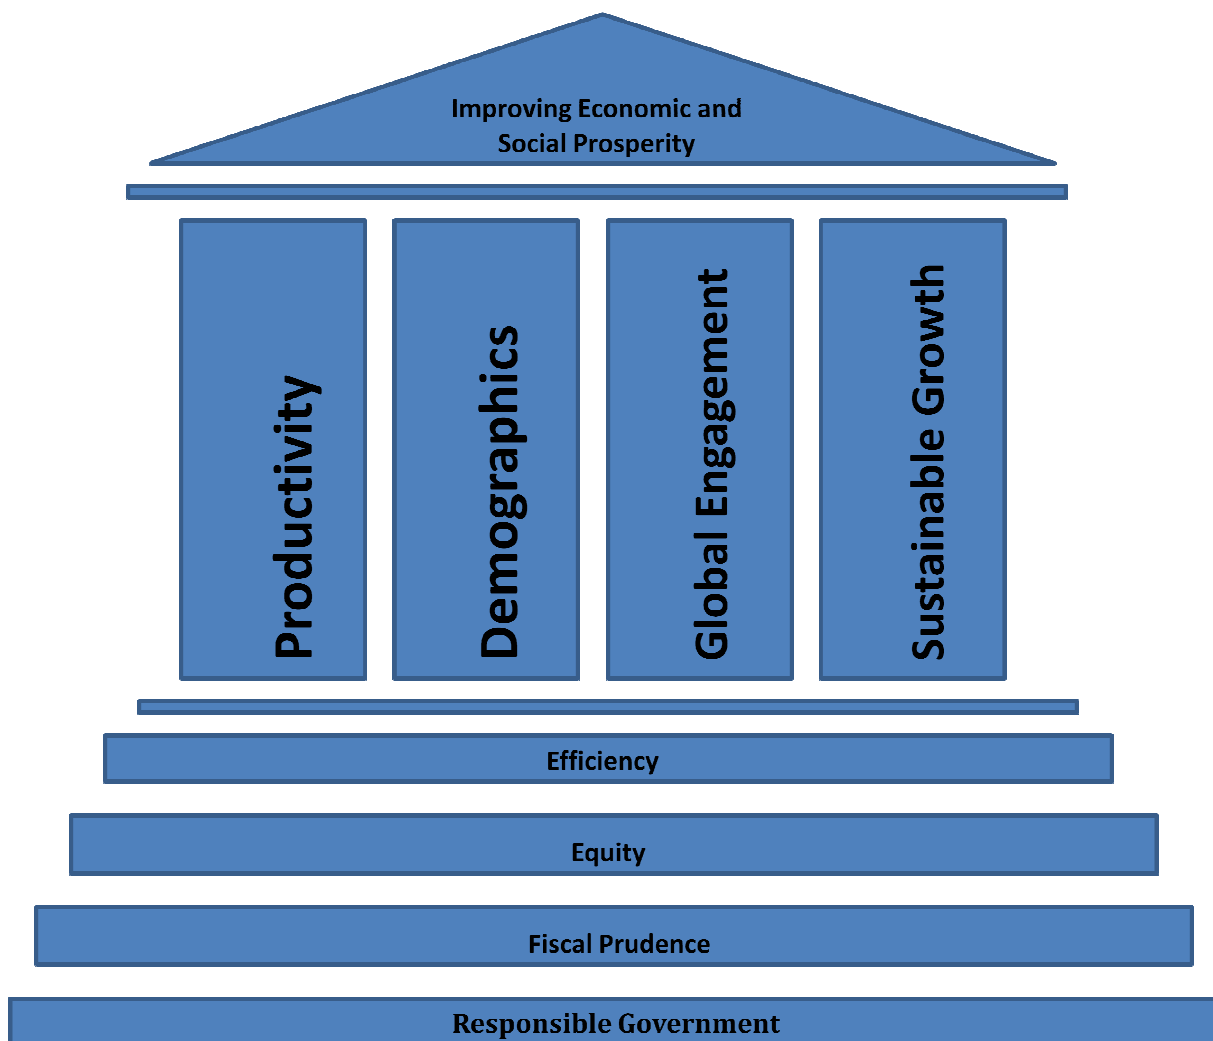 Improving Economic and
Social Prosperity
Productivity
Demographics
Global Engagement
Sustainable Growth
Efficiency
Equity
Fiscal Prudence
Responsible Government